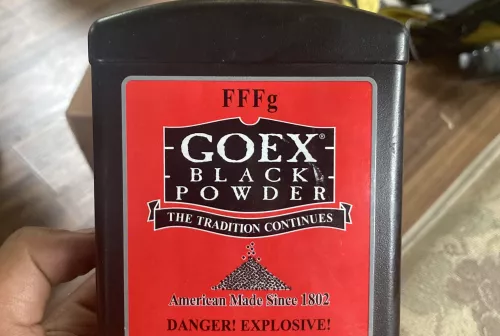 FFFg
GOEX®
BLACK
POWDER
THE TRADITION CONTINUES
American Made Since 1802
DANGER! EXPLOSIVE!